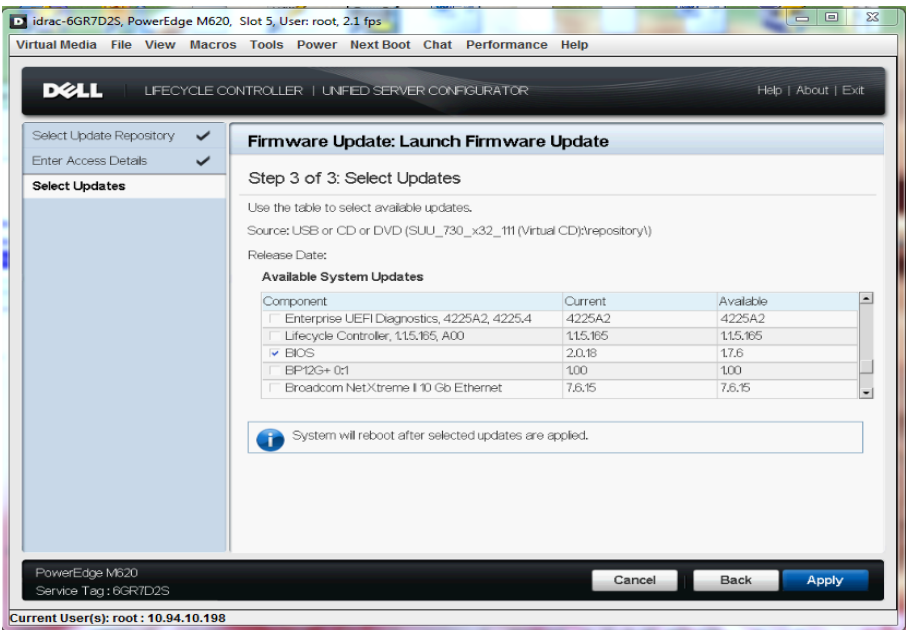 idrac-6GR7D2S, PowerEdge M620, Slot 5, User: root, 2.1 fps
Virtual Media File View Macros Tools Power Next Boot Chat Performance Help
DELL LIFECYCLE CONTROLLER | UNIFIED SERVER CONFIGURATOR Help | About | Exit
Select Update Repository
Enter Access Details
Select Updates
Firmware Update: Launch Firmware Update
Step 3 of 3: Select Updates
Use the table to select available updates.
Source: USB or CD or DVD (SUU_730_x32_111 (Virtual CD):\repository\)
Release Date:
Available System Updates
Component Current Available
Enterprise UEFI Diagnostics, 4225A2, 4225.4 4225A2 4225A2
Lifecycle Controller, 1.1.5.165, A00 1.1.5.165 1.1.5.165
BIOS 2.0.18 1.7.6
BP12G+ 0:1 1.00 1.00
Broadcom NetXtreme II 10 Gb Ethernet 7.6.15 7.6.15
System will reboot after selected updates are applied.
PowerEdge M620
Service Tag : 6GR7D2S
Cancel Back Apply
Current User(s): root : 10.94.10.198